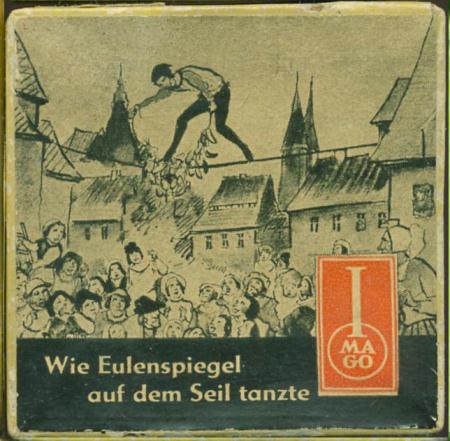 Wie Eulenspiegel
auf dem Seil tanzte
I
MA
GO